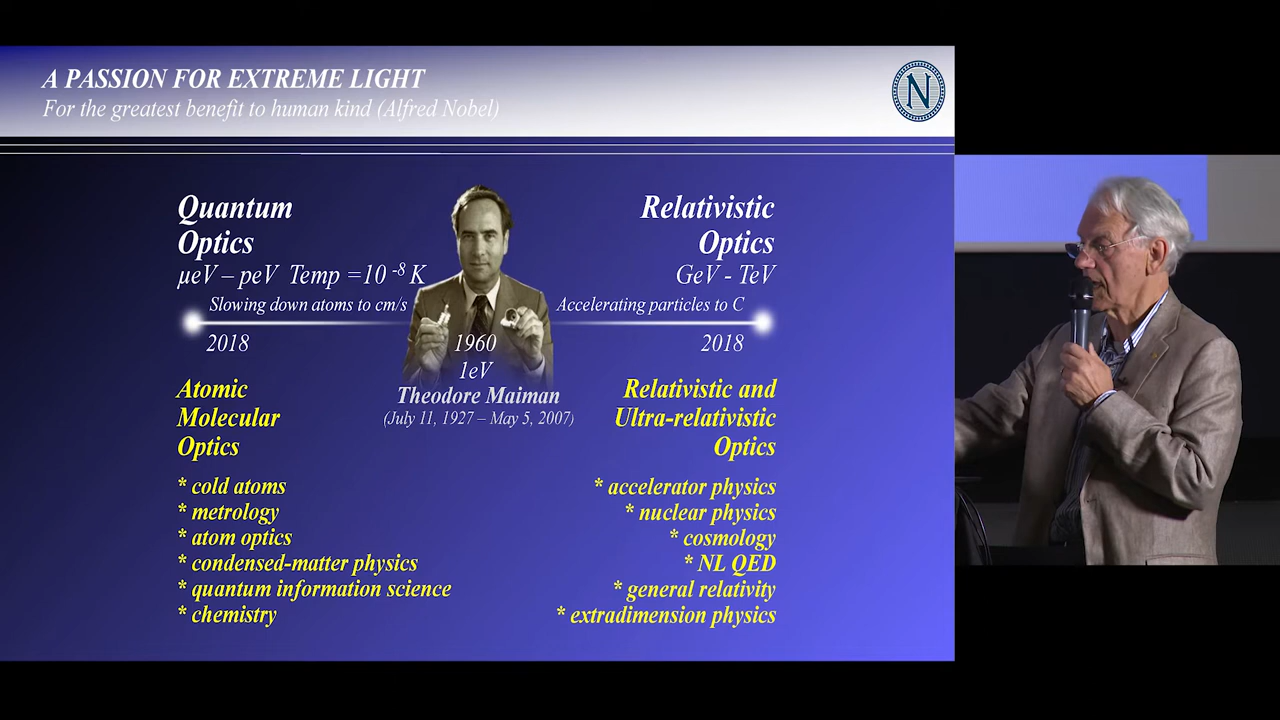 A PASSION FOR EXTREME LIGHT
For the greatest benefit to human kind (Alfred Nobel)
N
Quantum
Optics
µeV – peV Temp =10 -8 K
Slowing down atoms to cm/s
2018
1960
1eV
Theodore Maiman
(July 11, 1927 – May 5, 2007)
Relativistic
Optics
GeV - TeV
Accelerating particles to C
2018
Atomic
Molecular
Optics
* cold atoms
* metrology
* atom optics
* condensed-matter physics
* quantum information science
* chemistry
Relativistic and
Ultra-relativistic
Optics
* accelerator physics
* nuclear physics
* cosmology
* NL QED
* general relativity
* extradimension physics